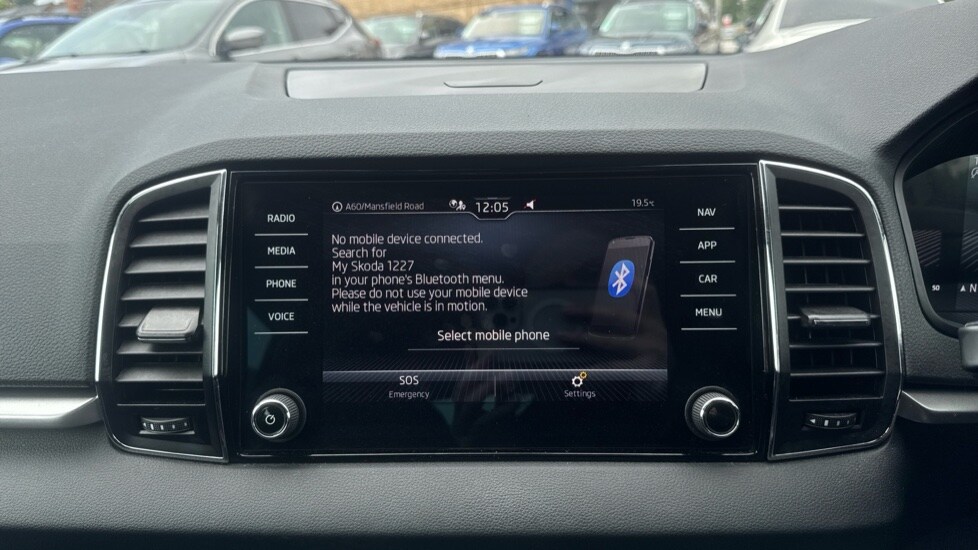 A60/Mansfield Road 12:05 19.5°C
RADIO
MEDIA
PHONE
VOICE
No mobile device connected.
Search for
My Skoda 1227
in your phone's Bluetooth menu.
Please do not use your mobile device
while the vehicle is in motion.
Select mobile phone
SOS
Emergency
Settings
NAV
APP
CAR
MENU
50
N